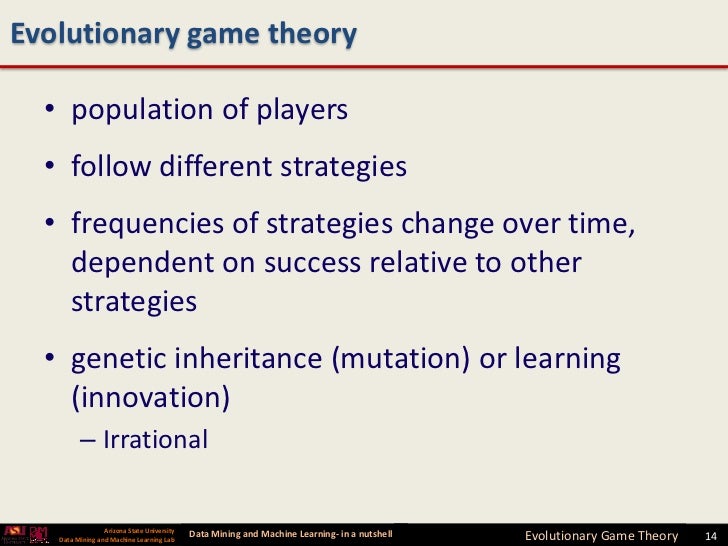 Evolutionary game theory
• population of players
• follow different strategies
• frequencies of strategies change over time,
dependent on success relative to other
strategies
• genetic inheritance (mutation) or learning
(innovation)
– Irrational
Arizona State University
Data Mining and Machine Learning Lab
Data Mining and Machine Learning- in a nutshell
Evolutionary Game Theory
14